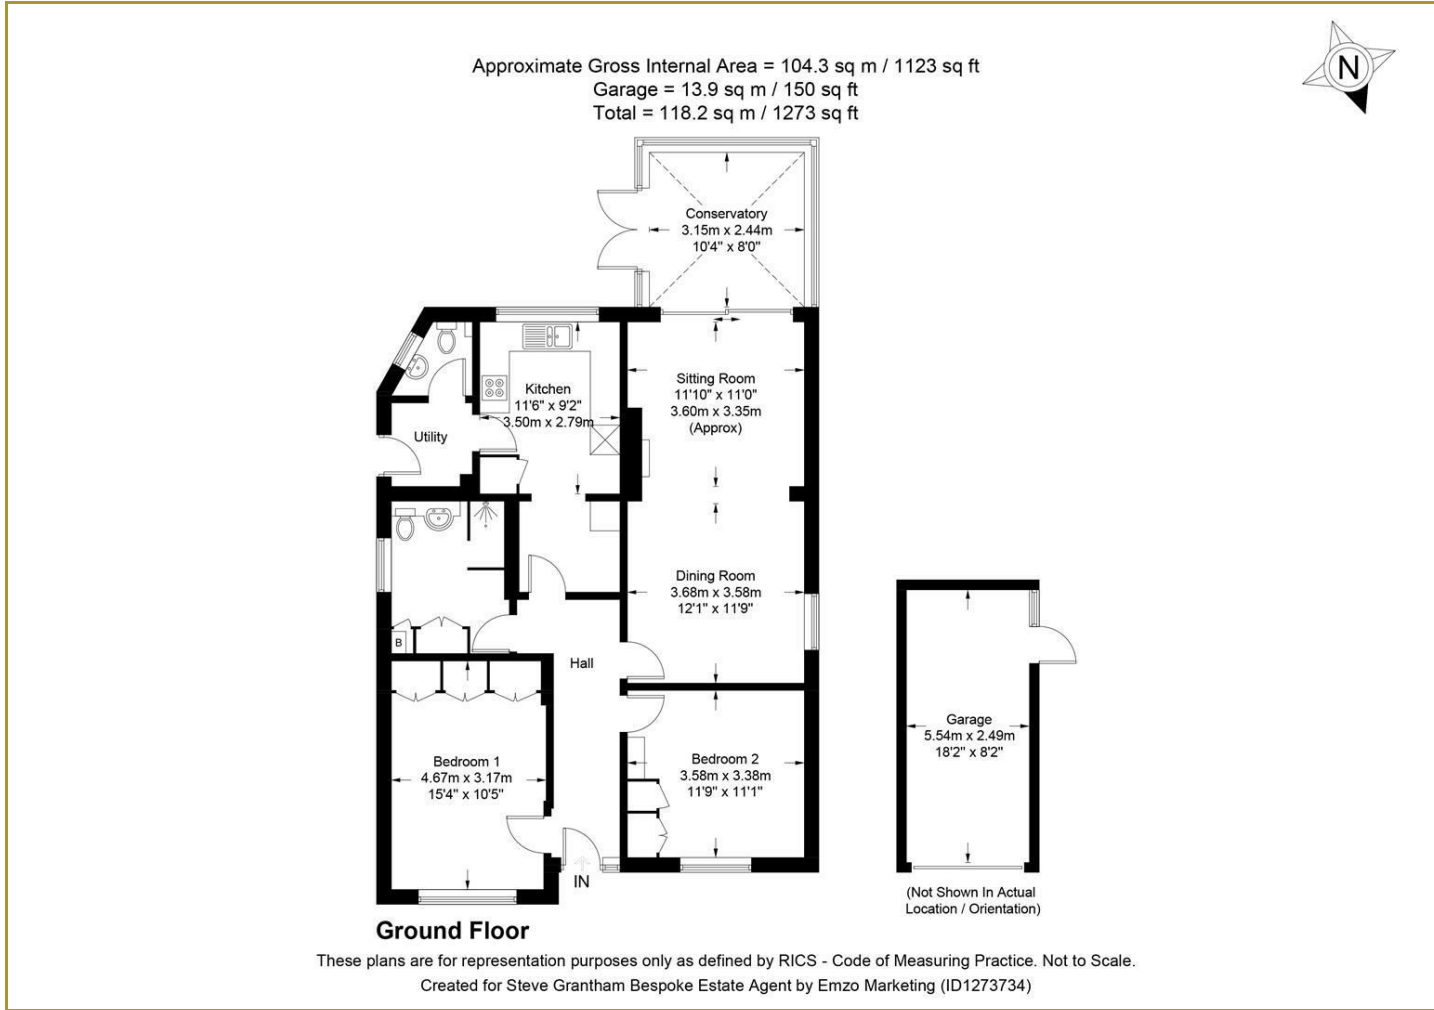 Approximate Gross Internal Area = 104.3 sq m / 1123 sq ft
Garage = 13.9 sq m / 150 sq ft
Total = 118.2 sq m / 1273 sq ft
N
Conservatory
3.15m x 2.44m
10'4" x 8'0"
Kitchen
11'6" x 9'2"
3.50m x 2.79m
Sitting Room
11'10" x 11'0"
3.60m x 3.35m
(Approx)
Utility
Dining Room
3.68m x 3.58m
12'1" x 11'9"
B
Hall
Bedroom 1
4.67m x 3.17m
15'4" x 10'5"
Bedroom 2
3.58m x 3.38m
11'9" x 11'1"
Garage
5.54m x 2.49m
18'2" x 8'2"
IN
(Not Shown In Actual
Location / Orientation)
Ground Floor
These plans are for representation purposes only as defined by RICS - Code of Measuring Practice. Not to Scale.
Created for Steve Grantham Bespoke Estate Agent by Emzo Marketing (ID1273734)